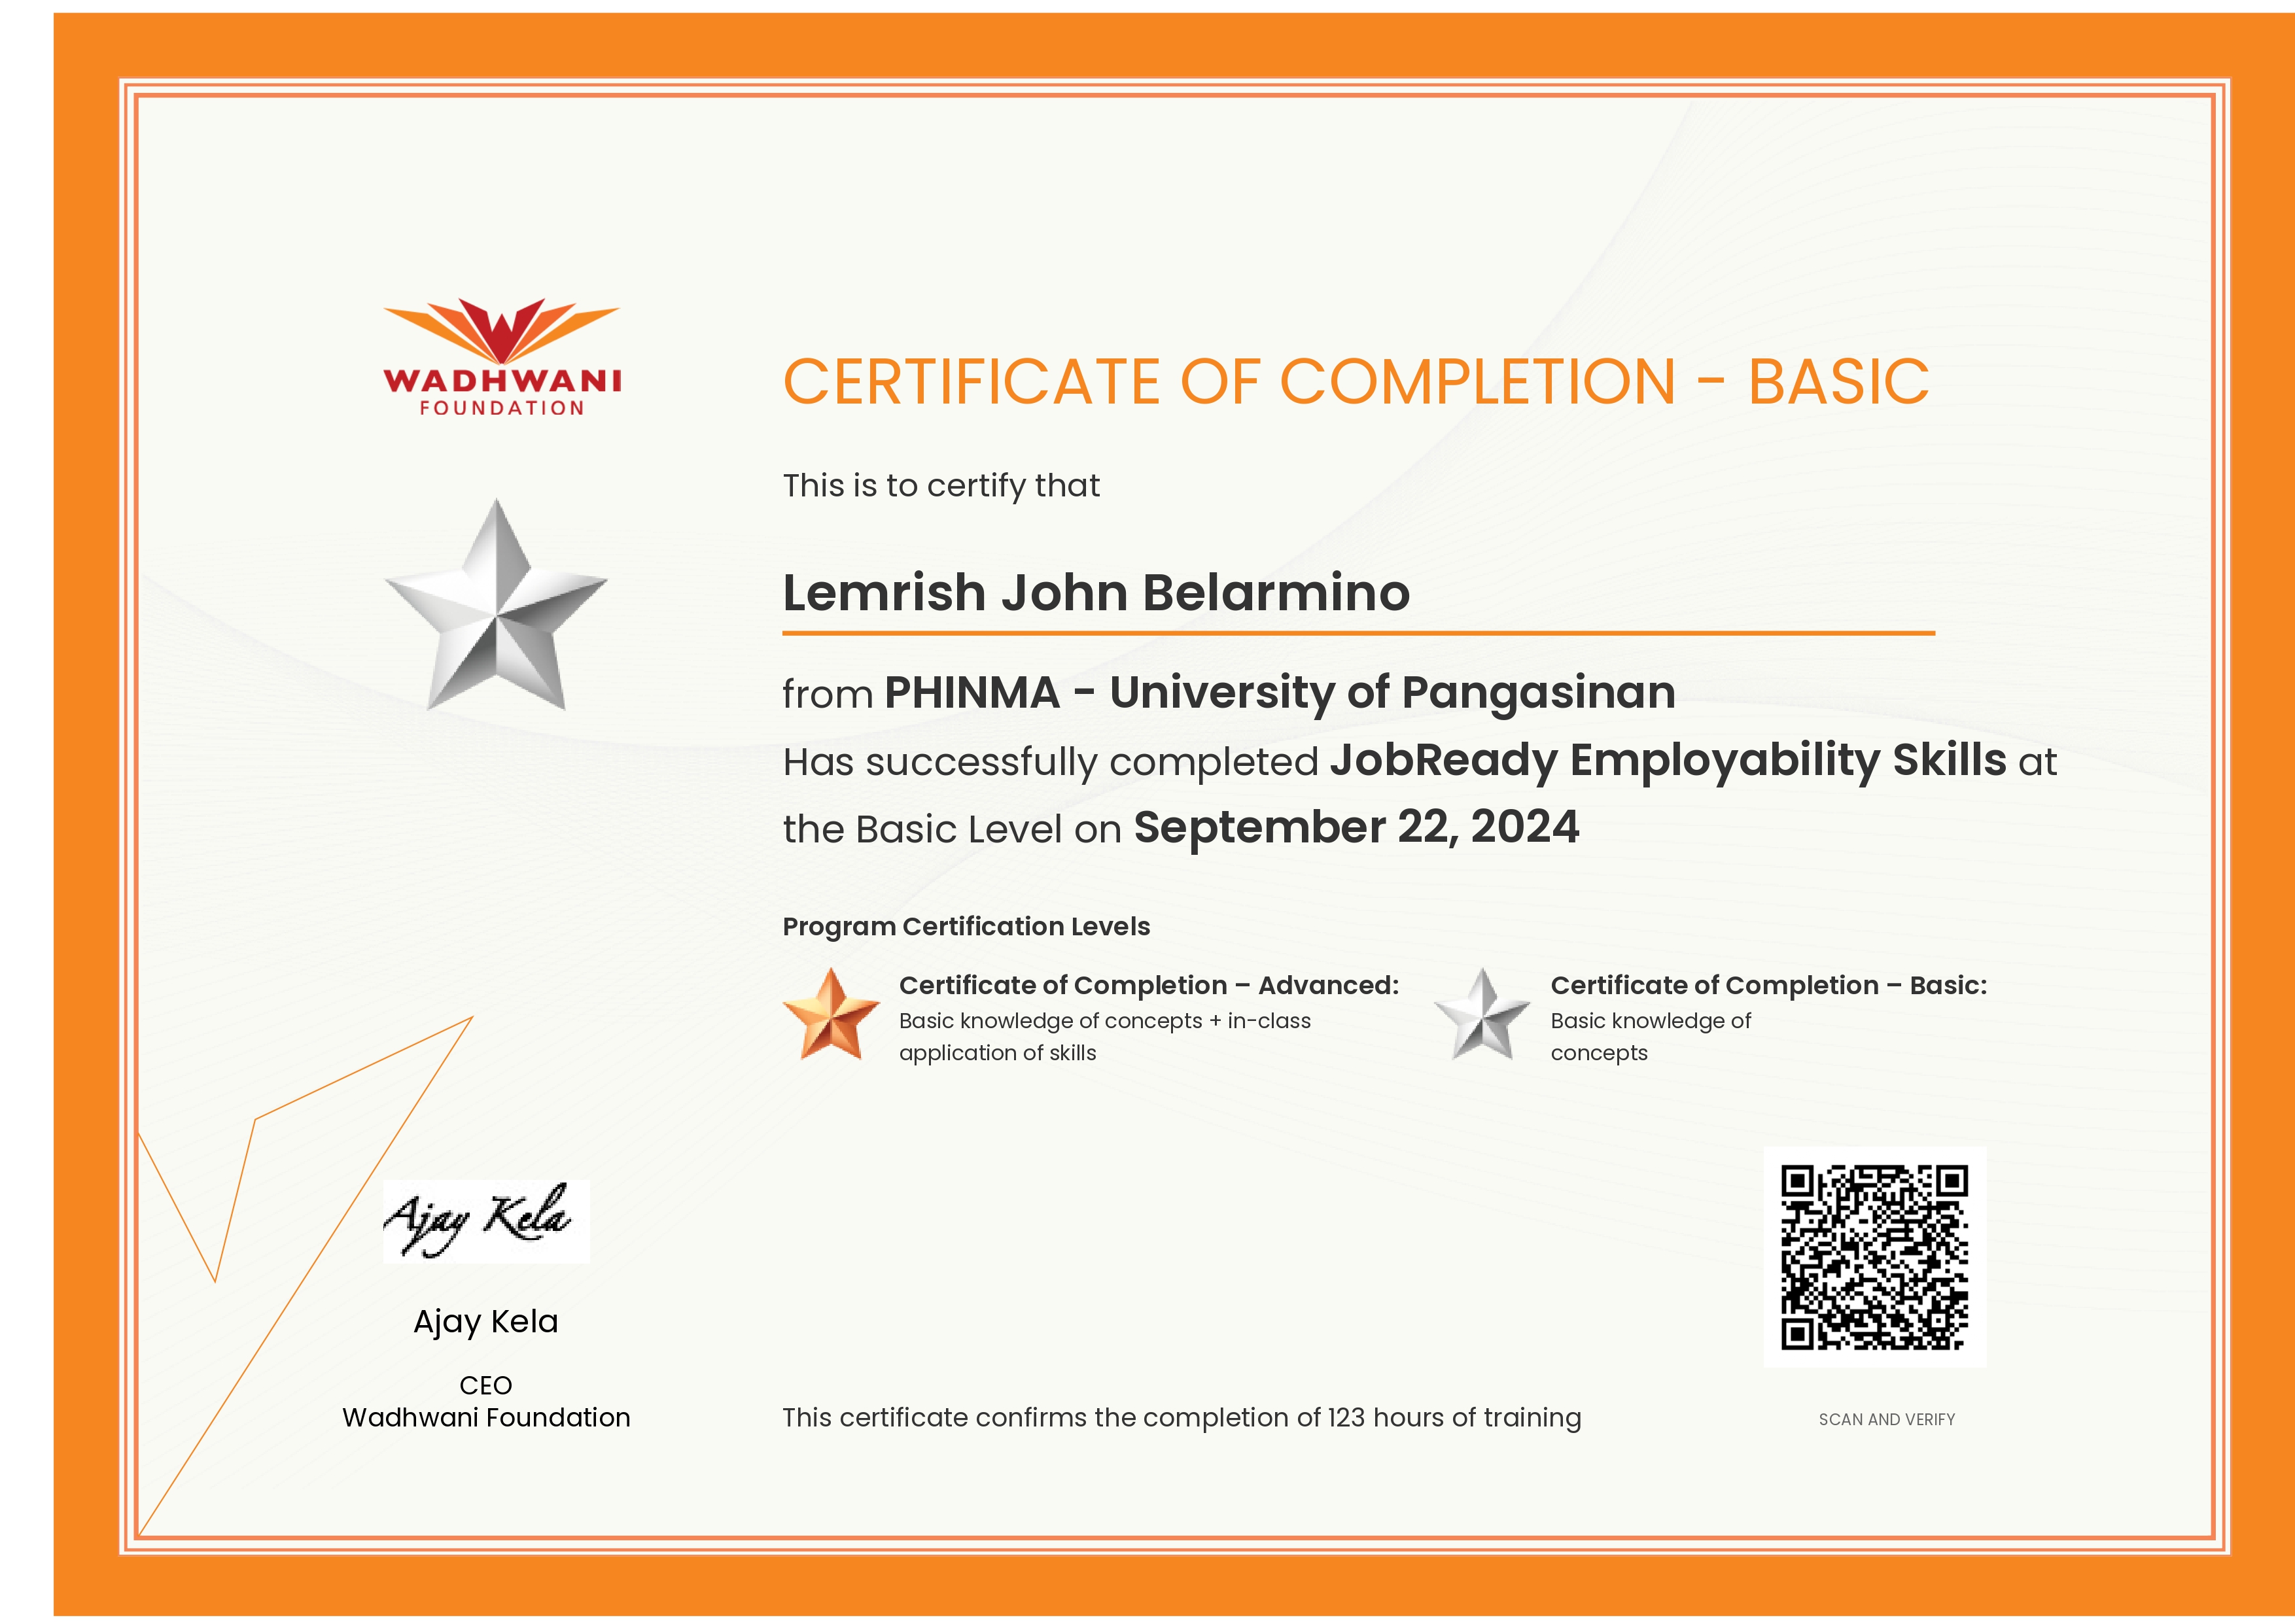 WADHWANI
FOUNDATION
CERTIFICATE OF COMPLETION - BASIC
This is to certify that
Lemrish John Belarmino
from PHINMA - University of Pangasinan
Has successfully completed JobReady Employability Skills at
the Basic Level on September 22, 2024
Program Certification Levels
Certificate of Completion – Advanced:
Basic knowledge of concepts + in-class
application of skills
Certificate of Completion – Basic:
Basic knowledge of
concepts
Ajay Kela
Ajay Kela
CEO
Wadhwani Foundation
This certificate confirms the completion of 123 hours of training
SCAN AND VERIFY